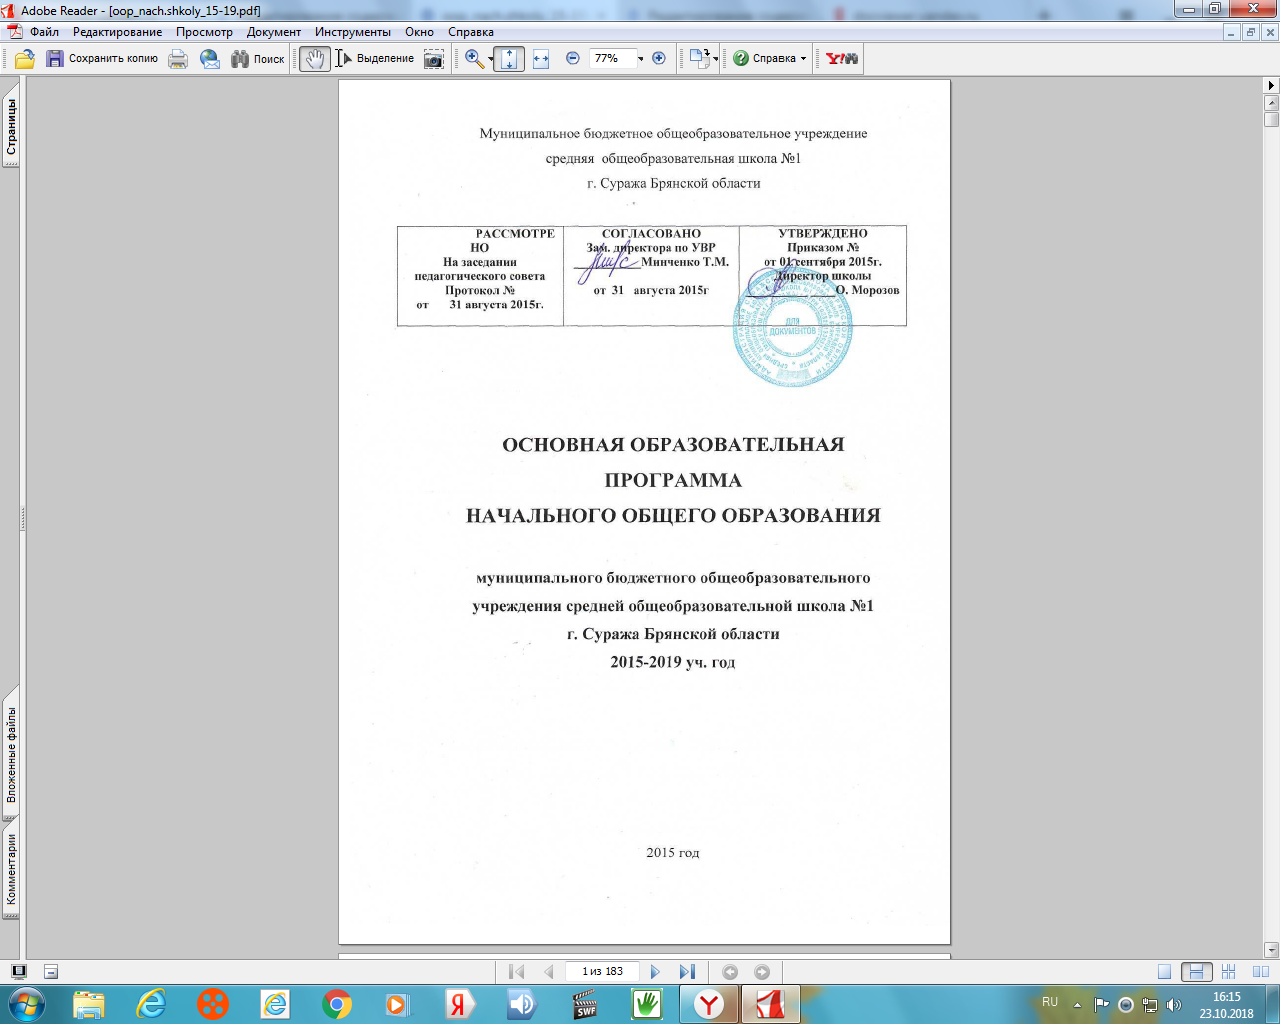 Adobe Reader - [oop_nach.shkoly_15-19.pdf]
Файл Редактирование Просмотр Документ Инструменты Окно Справка
Сохранить копию Поиск Выделение 77% Справка Y!
Страницы
Муниципальное бюджетное общеобразовательное учреждение
средняя общеобразовательная школа №1
г. Суража Брянской области
РАССМОТРЕ
НО
На заседании
педагогического совета
Протокол №
от 31 августа 2015г.
СОГЛАСОВАНО
Зам. директора по УВР
Минченко Т.М.
от 31 августа 2015г
УТВЕРЖДЕНО
Приказом №
от 01 сентября 2015г.
Директор школы
О. Морозов
ДЛЯ
ДОКУМЕНТОВ
ОСНОВНАЯ ОБРАЗОВАТЕЛЬНАЯ
ПРОГРАММА
НАЧАЛЬНОГО ОБЩЕГО ОБРАЗОВАНИЯ
муниципального бюджетного общеобразовательного
учреждения средней общеобразовательной школа №1
г. Суража Брянской области
2015-2019 уч. год
2015 год
Вложенные файлы
Комментарии
1 из 183
SWF
RU
16:15
23.10.2018